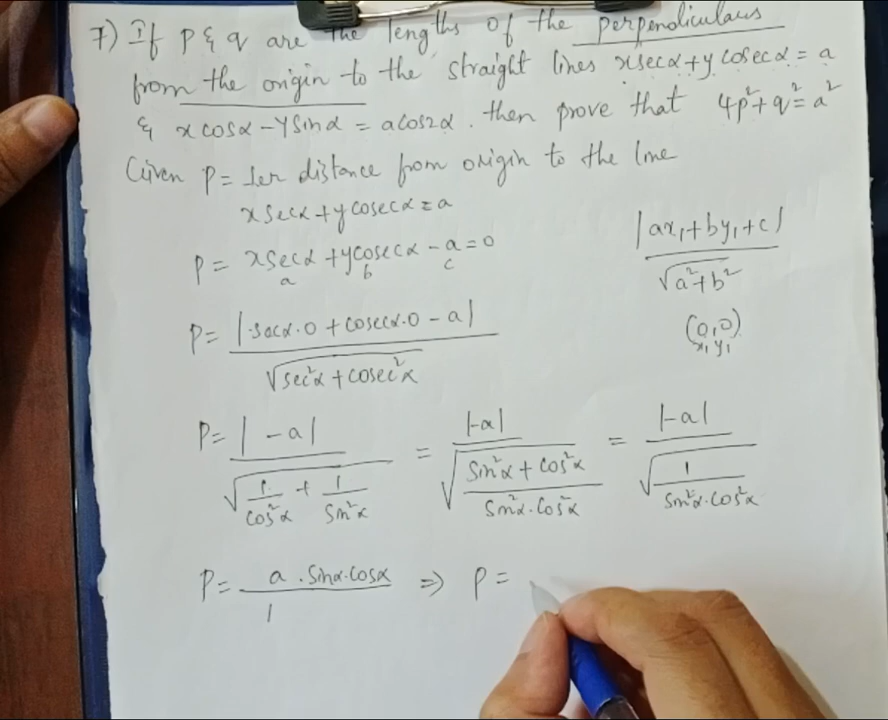 7) If p & q are the lengths of the perpendiculars
from the origin to the straight lines x secα + y cosecα = a
& x cosα - y sinα = a cos2α. then prove that 4p² + q² = a²
Given P = ⊥er distance from origin to the line
x secα + y cosecα = a
P = x secα + y cosecα - a = 0
a b c
|ax₁ + by₁ + c|
√a² + b²
(0,0)
x₁ y₁
P = |secα·0 + cosecα·0 - a|
√sec²α + cosec²α
P = |-a| / √(1/cos²α + 1/sin²α) = |-a| / √((sin²α + cos²α)/(sin²α·cos²α)) = |-a| / √(1/(sin²α·cos²α))
P = a·sinα·cosα / 1 ⇒ P =